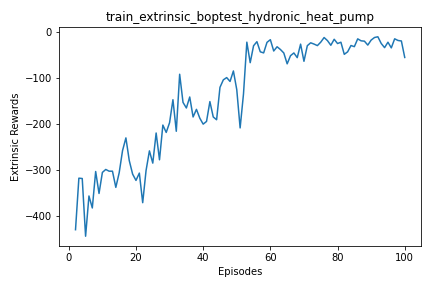 train_extrinsic_boptest_hydronic_heat_pump
0
−100
−200
−300
−400
Extrinsic Rewards
0 20 40 60 80 100
Episodes